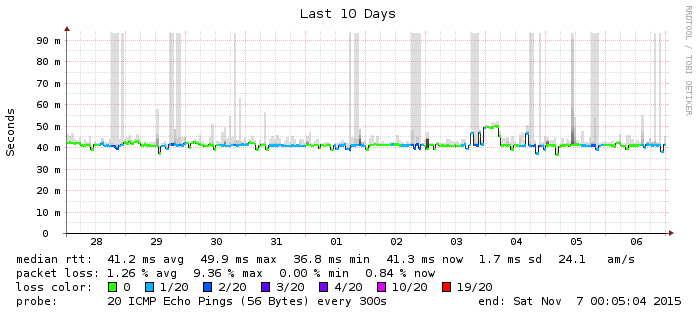 Last 10 Days
RRDTOOL / TOBI OETIKER
Seconds
90 m
80 m
70 m
60 m
50 m
40 m
30 m
20 m
10 m
0
28 29 30 31 01 02 03 04 05 06
median rtt: 41.2 ms avg 49.9 ms max 36.8 ms min 41.3 ms now 1.7 ms sd 24.1 am/s
packet loss: 1.26 % avg 9.36 % max 0.00 % min 0.84 % now
loss color: 0 1/20 2/20 3/20 4/20 10/20 19/20
probe: 20 ICMP Echo Pings (56 Bytes) every 300s end: Sat Nov 7 00:05:04 2015